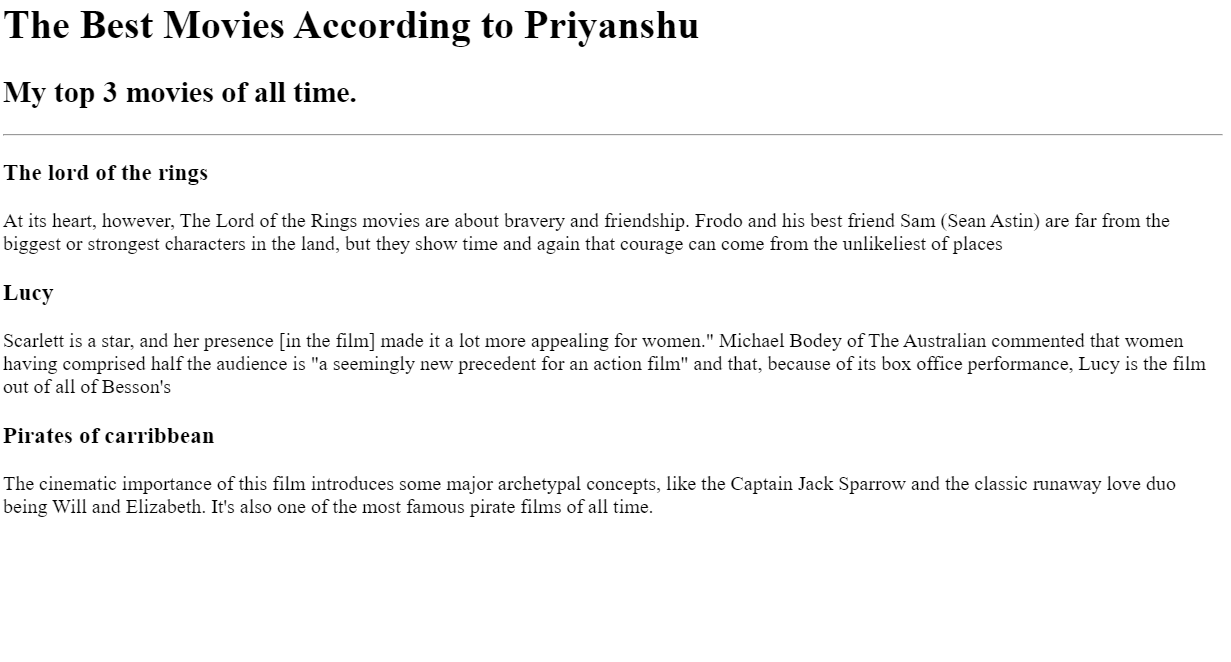 The Best Movies According to Priyanshu
My top 3 movies of all time.
The lord of the rings
At its heart, however, The Lord of the Rings movies are about bravery and friendship. Frodo and his best friend Sam (Sean Astin) are far from the
biggest or strongest characters in the land, but they show time and again that courage can come from the unlikeliest of places
Lucy
Scarlett is a star, and her presence [in the film] made it a lot more appealing for women." Michael Bodey of The Australian commented that women
having comprised half the audience is "a seemingly new precedent for an action film" and that, because of its box office performance, Lucy is the film
out of all of Besson's
Pirates of carribbean
The cinematic importance of this film introduces some major archetypal concepts, like the Captain Jack Sparrow and the classic runaway love duo
being Will and Elizabeth. It's also one of the most famous pirate films of all time.